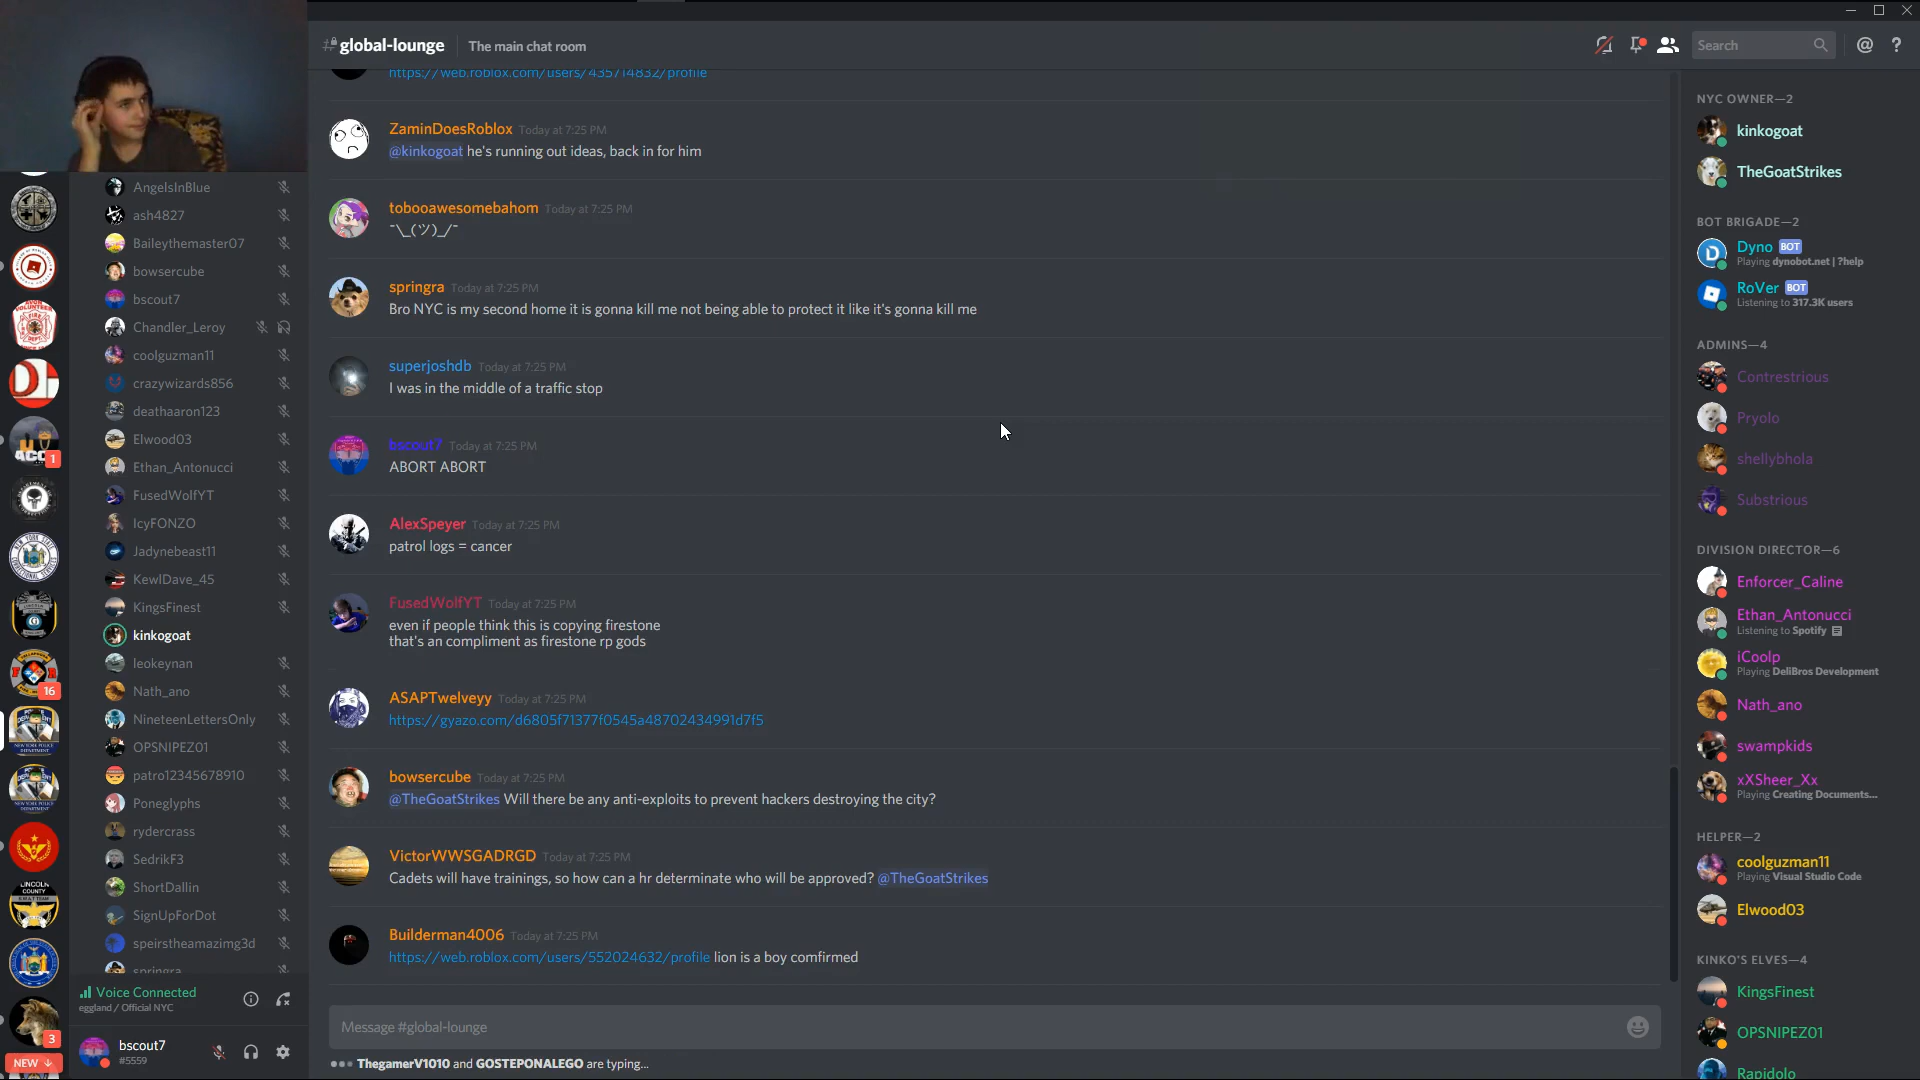 #global-lounge
The main chat room
Search
https://web.roblox.com/users/435714832/profile
ZaminDoesRoblox Today at 7:25 PM
@kinkogoat he's running out ideas, back in for him
tobooawesomebahom Today at 7:25 PM
¯\_(ツ)_/¯
springra Today at 7:25 PM
Bro NYC is my second home it is gonna kill me not being able to protect it like it's gonna kill me
superjoshdb Today at 7:25 PM
I was in the middle of a traffic stop
bscout7 Today at 7:25 PM
ABORT ABORT
AlexSpeyer Today at 7:25 PM
patrol logs = cancer
FusedWolfYT Today at 7:25 PM
even if people think this is copying firestone
that's an compliment as firestone rp gods
ASAPTwelveyy Today at 7:25 PM
https://gyazo.com/d6805f71377f0545a48702434991d7f5
bowsercube Today at 7:25 PM
@TheGoatStrikes Will there be any anti-exploits to prevent hackers destroying the city?
VictorWWSGADRGD Today at 7:25 PM
Cadets will have trainings, so how can a hr determinate who will be approved? @TheGoatStrikes
Builderman4006 Today at 7:25 PM
https://web.roblox.com/users/552024632/profile lion is a boy comfirmed
Message #global-lounge
ThegamerV1010 and GOSTEPONALEGO are typing...
AngelsInBlue
ash4827
Baileythemaster07
bowsercube
bscout7
Chandler_Leroy
coolguzman11
crazywizards856
deathaaron123
Elwood03
Ethan_Antonucci
FusedWolfYT
IcyFONZO
Jadynebeast11
KewlDave_45
KingsFinest
kinkogoat
leokeynan
Nath_ano
NineteenLettersOnly
OPSNIPEZ01
patro12345678910
Poneglyphs
rydercrass
SedrikF3
ShortDallin
SignUpForDot
speirstheamazimg3d
springra
Voice Connected
eggland / Official NYC
bscout7
#5559
1
16
3
NEW
NYC OWNER—2
kinkogoat
TheGoatStrikes
BOT BRIGADE—2
Dyno BOT
Playing dynobot.net | ?help
RoVer BOT
Listening to 317.3K users
ADMINS—4
Contrestrious
Pryolo
shellybhola
Substrious
DIVISION DIRECTOR—6
Enforcer_Caline
Ethan_Antonucci
Listening to Spotify
iCoolp
Playing DeliBros Development
Nath_ano
swampkids
xXSheer_Xx
Playing Creating Documents...
HELPER—2
coolguzman11
Playing Visual Studio Code
Elwood03
KINKO'S ELVES—4
KingsFinest
OPSNIPEZ01
Rapidolo